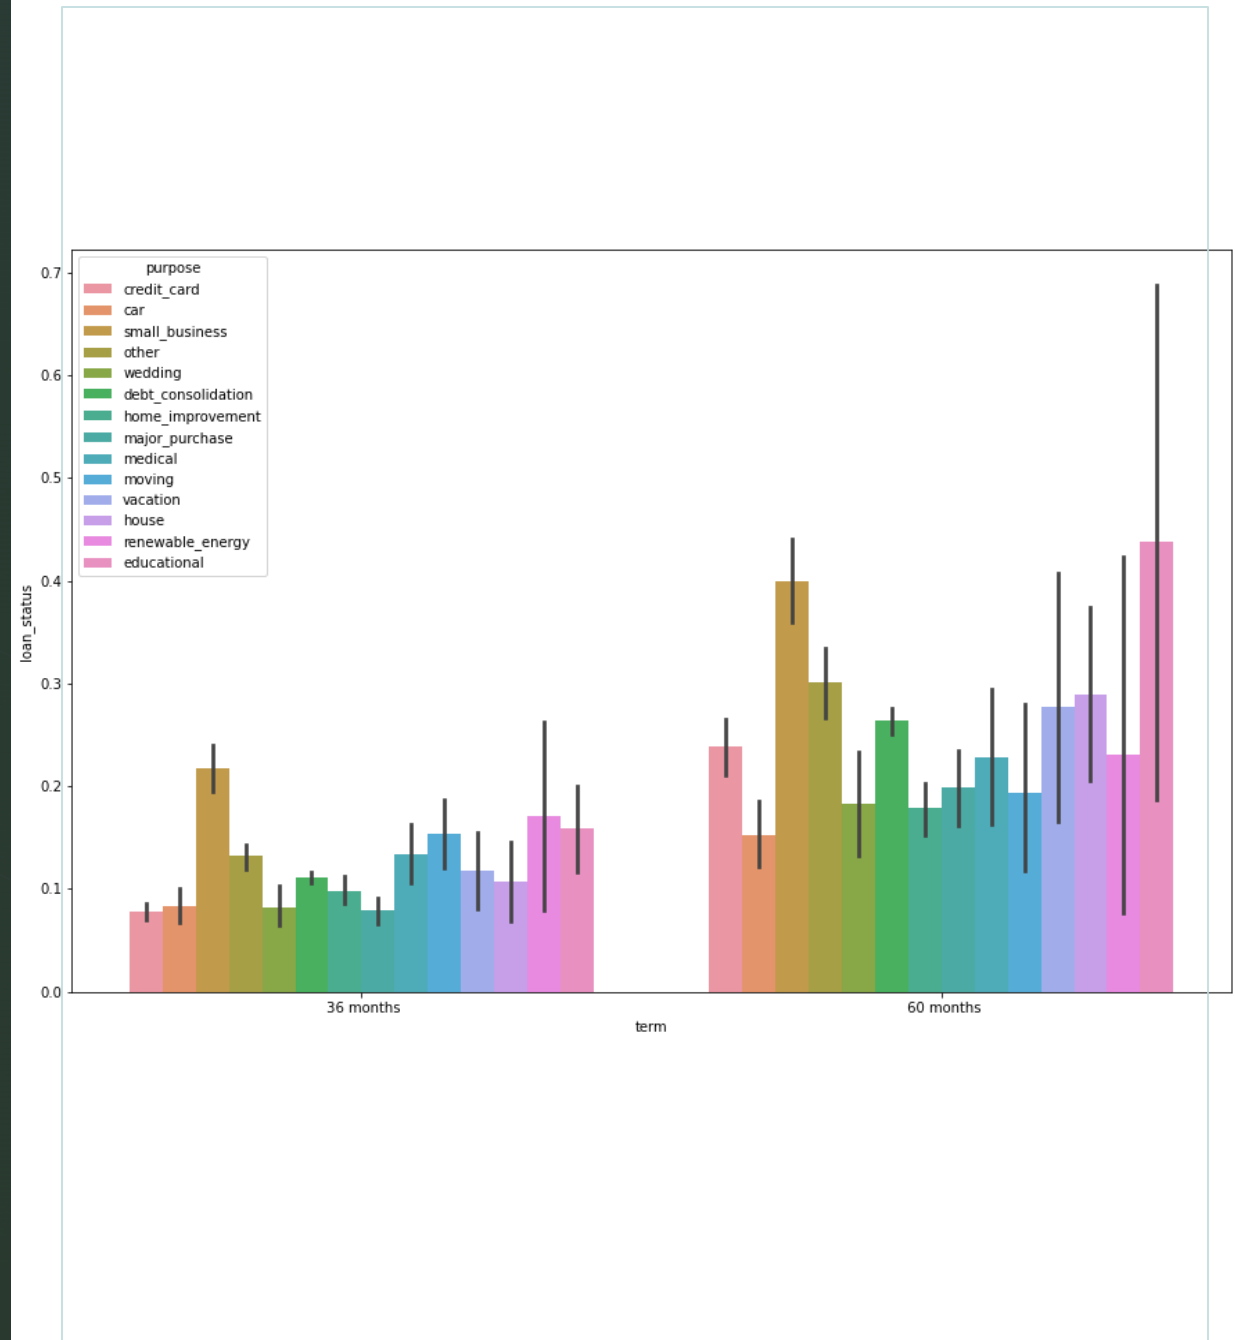 purpose
credit_card
car
small_business
other
wedding
debt_consolidation
home_improvement
major_purchase
medical
moving
vacation
house
renewable_energy
educational
0.7
0.6
0.5
0.4
0.3
0.2
0.1
0.0
loan_status
36 months
60 months
term